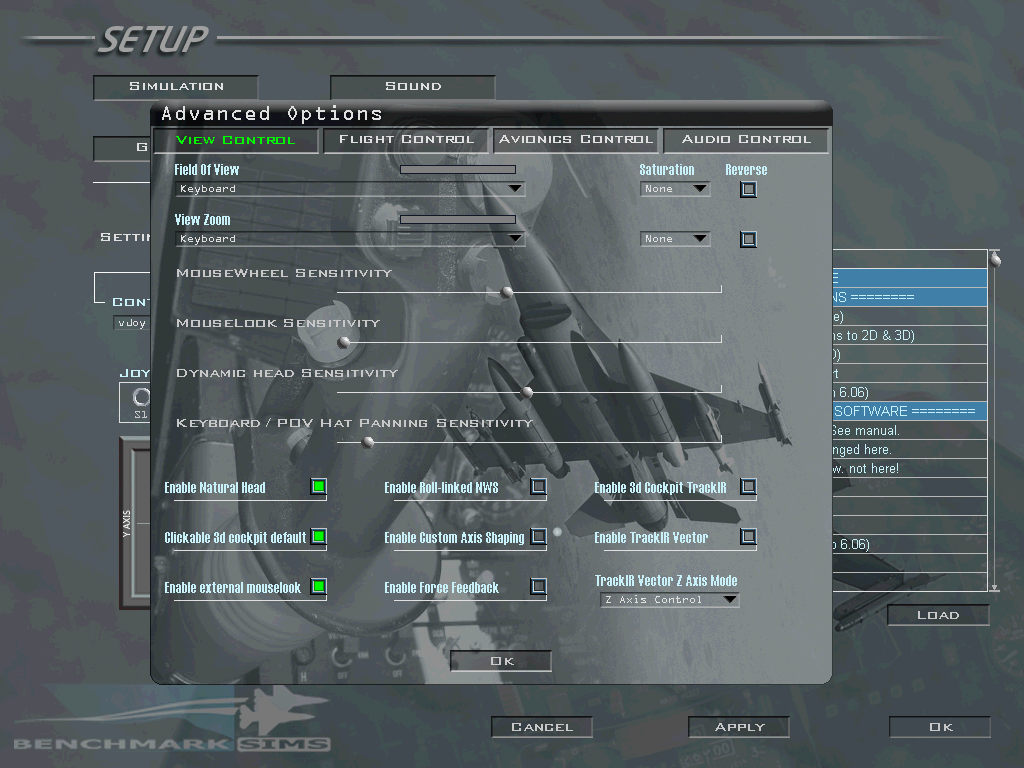 SETUP
SIMULATION SOUND
Advanced Options
VIEW CONTROL FLIGHT CONTROL AVIONICS CONTROL AUDIO CONTROL
G
Field Of View Saturation Reverse
Keyboard None
View Zoom
Keyboard None
SETTIN
MOUSEWHEEL SENSITIVITY
E
NS ========
CONT
e)
vJoy
MOUSELOOK SENSITIVITY
ns to 2D & 3D)
D)
JOY
DYNAMIC HEAD SENSITIVITY
rt
n 6.06)
S1
SOFTWARE ========
KEYBOARD / POV HAT PANNING SENSITIVITY
See manual.
nged here.
w. not here!
Enable Natural Head Enable Roll-linked NWS Enable 3d Cockpit TrackIR
Y AXIS
Clickable 3d cockpit default Enable Custom Axis Shaping Enable TrackIR Vector
o 6.06)
Enable external mouselook Enable Force Feedback TrackIR Vector Z Axis Mode
Z Axis Control
LOAD
OK
CANCEL APPLY OK
BENCHMARK SIMS